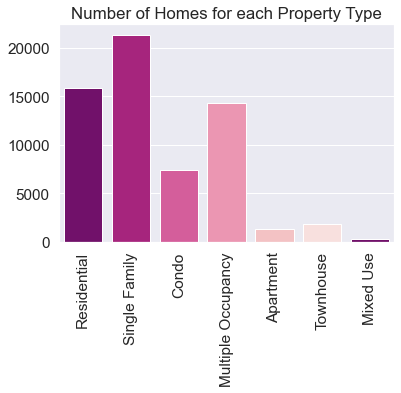 Number of Homes for each Property Type
20000
15000
10000
5000
0
Residential
Single Family
Condo
Multiple Occupancy
Apartment
Townhouse
Mixed Use